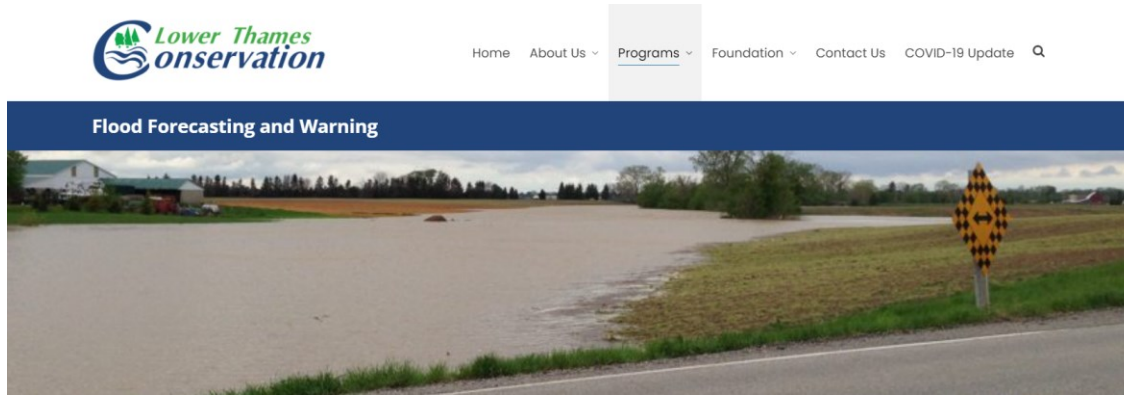 Lower Thames
Conservation
Home About Us Programs Foundation Contact Us COVID-19 Update
Flood Forecasting and Warning